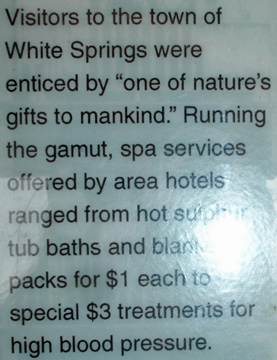 Visitors to the town of
White Springs were
enticed by “one of nature’s
gifts to mankind.” Running
the gamut, spa services
offered by area hotels
ranged from hot sulphur
tub baths and blanket
packs for $1 each to
special $3 treatments for
high blood pressure.